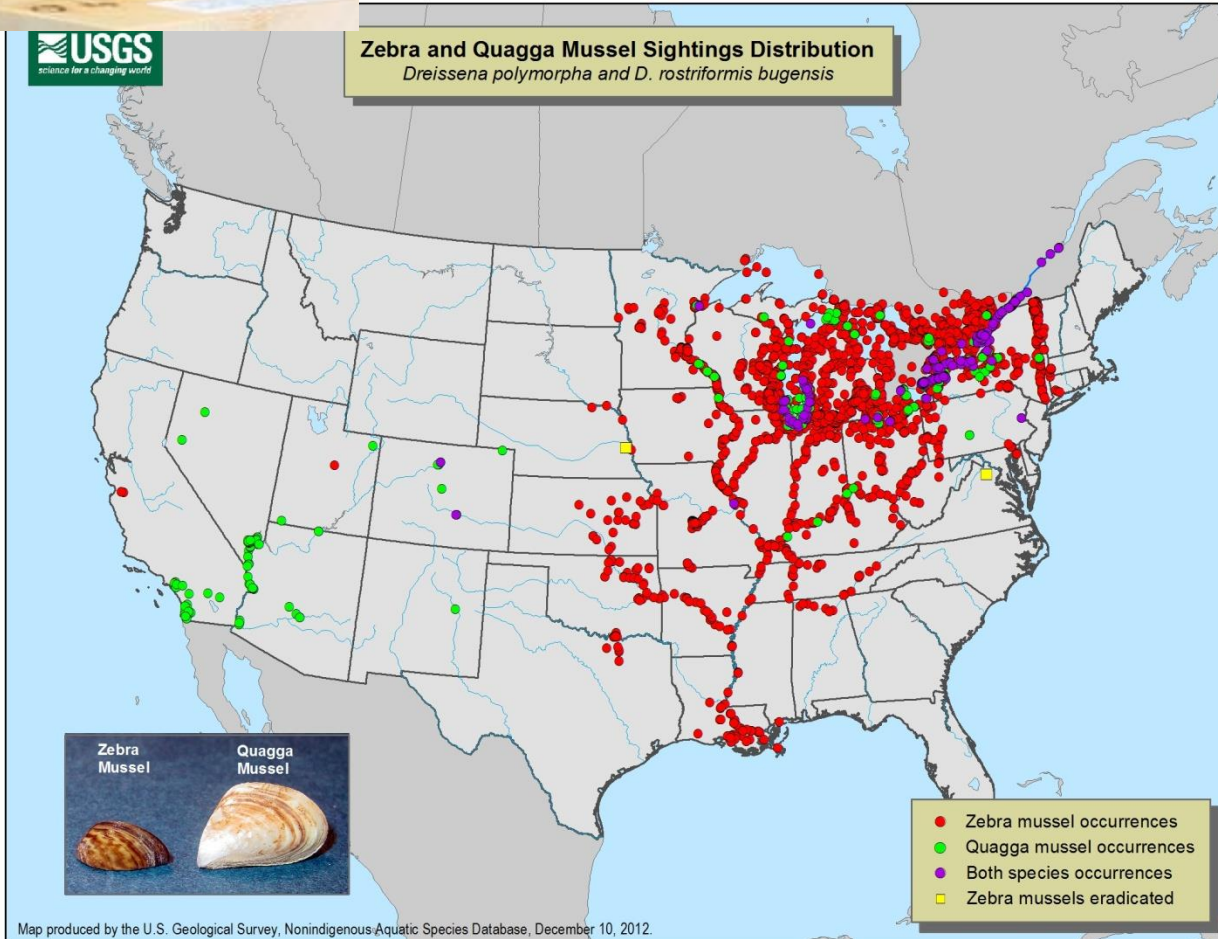 USGS
science for a changing world
Zebra and Quagga Mussel Sightings Distribution
Dreissena polymorpha and D. rostriformis bugensis
Zebra
Mussel
Quagga
Mussel
Zebra mussel occurrences
Quagga mussel occurrences
Both species occurrences
Zebra mussels eradicated
Map produced by the U.S. Geological Survey, Nonindigenous Aquatic Species Database, December 10, 2012.